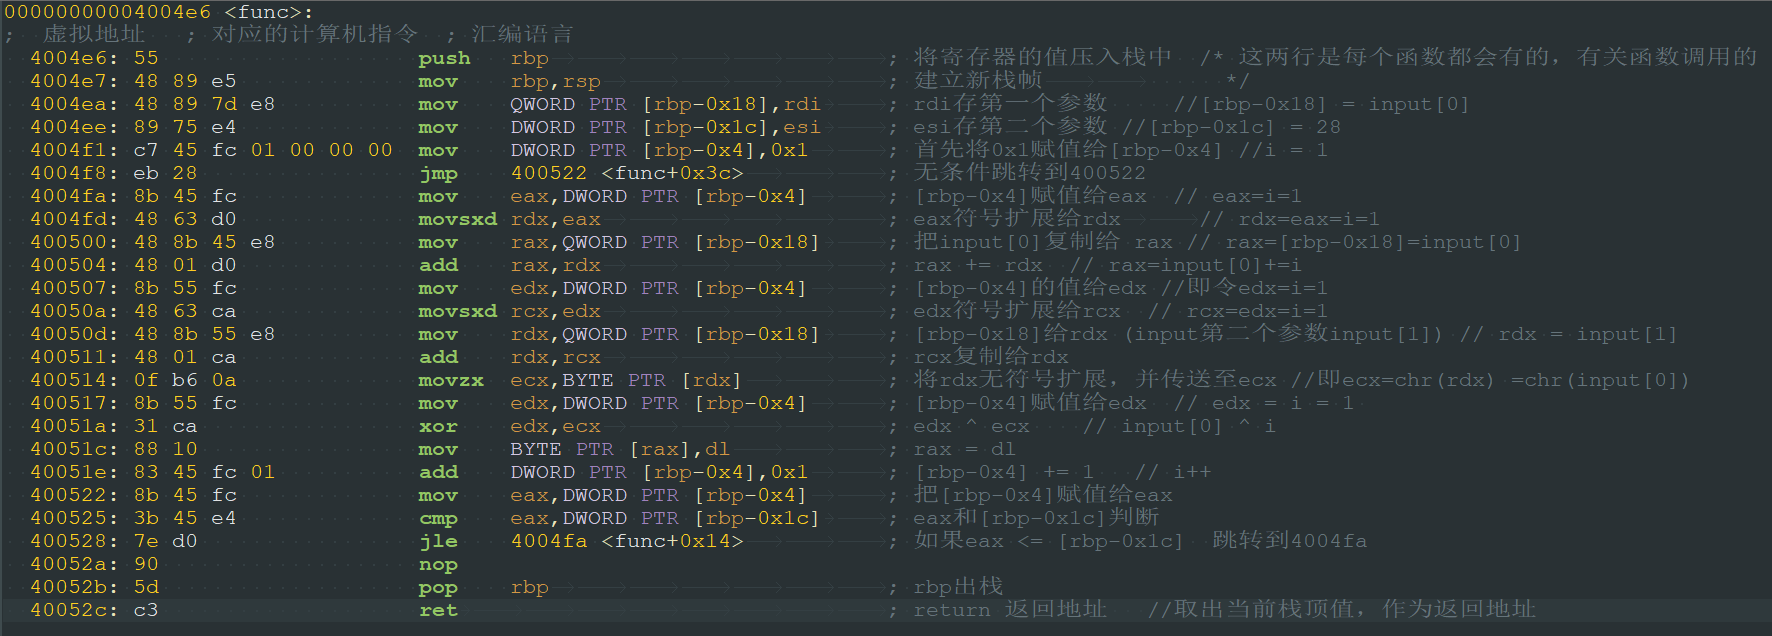 00000000004004e6 <func>:
; 虚拟地址 ; 对应的计算机指令 ; 汇编语言
4004e6: 55 push rbp ; 将寄存器的值压入栈中 /* 这两行是每个函数都会有的，有关函数调用的
4004e7: 48 89 e5 mov rbp,rsp ; 建立新栈帧 */
4004ea: 48 89 7d e8 mov QWORD PTR [rbp-0x18],rdi ; rdi存第一个参数 //[rbp-0x18] = input[0]
4004ee: 89 75 e4 mov DWORD PTR [rbp-0x1c],esi ; esi存第二个参数 //[rbp-0x1c] = 28
4004f1: c7 45 fc 01 00 00 00 mov DWORD PTR [rbp-0x4],0x1 ; 首先将0x1赋值给[rbp-0x4] //i = 1
4004f8: eb 28 jmp 400522 <func+0x3c> ; 无条件跳转到400522
4004fa: 8b 45 fc mov eax,DWORD PTR [rbp-0x4] ; [rbp-0x4]赋值给eax // eax=i=1
4004fd: 48 63 d0 movsxd rdx,eax ; eax符号扩展给rdx // rdx=eax=i=1
400500: 48 8b 45 e8 mov rax,QWORD PTR [rbp-0x18] ; 把input[0]复制给 rax // rax=[rbp-0x18]=input[0]
400504: 48 01 d0 add rax,rdx ; rax += rdx // rax=input[0]+=i
400507: 8b 55 fc mov edx,DWORD PTR [rbp-0x4] ; [rbp-0x4]的值给edx //即令edx=i=1
40050a: 48 63 ca movsxd rcx,edx ; edx符号扩展给rcx // rcx=edx=i=1
40050d: 48 8b 55 e8 mov rdx,QWORD PTR [rbp-0x18] ; [rbp-0x18]给rdx (input第二个参数input[1]) // rdx = input[1]
400511: 48 01 ca add rdx,rcx ; rcx复制给rdx
400514: 0f b6 0a movzx ecx,BYTE PTR [rdx] ; 将rdx无符号扩展，并传送至ecx //即ecx=chr(rdx) =chr(input[0])
400517: 8b 55 fc mov edx,DWORD PTR [rbp-0x4] ; [rbp-0x4]赋值给edx // edx = i = 1
40051a: 31 ca xor edx,ecx ; edx ^ ecx // input[0] ^ i
40051c: 88 10 mov BYTE PTR [rax],dl ; rax = dl
40051e: 83 45 fc 01 add DWORD PTR [rbp-0x4],0x1 ; [rbp-0x4] += 1 // i++
400522: 8b 45 fc mov eax,DWORD PTR [rbp-0x4] ; 把[rbp-0x4]赋值给eax
400525: 3b 45 e4 cmp eax,DWORD PTR [rbp-0x1c] ; eax和[rbp-0x1c]判断
400528: 7e d0 jle 4004fa <func+0x14> ; 如果eax <= [rbp-0x1c] 跳转到4004fa
40052a: 90 nop
40052b: 5d pop rbp ; rbp出栈
40052c: c3 ret ; return 返回地址 //取出当前栈顶值，作为返回地址